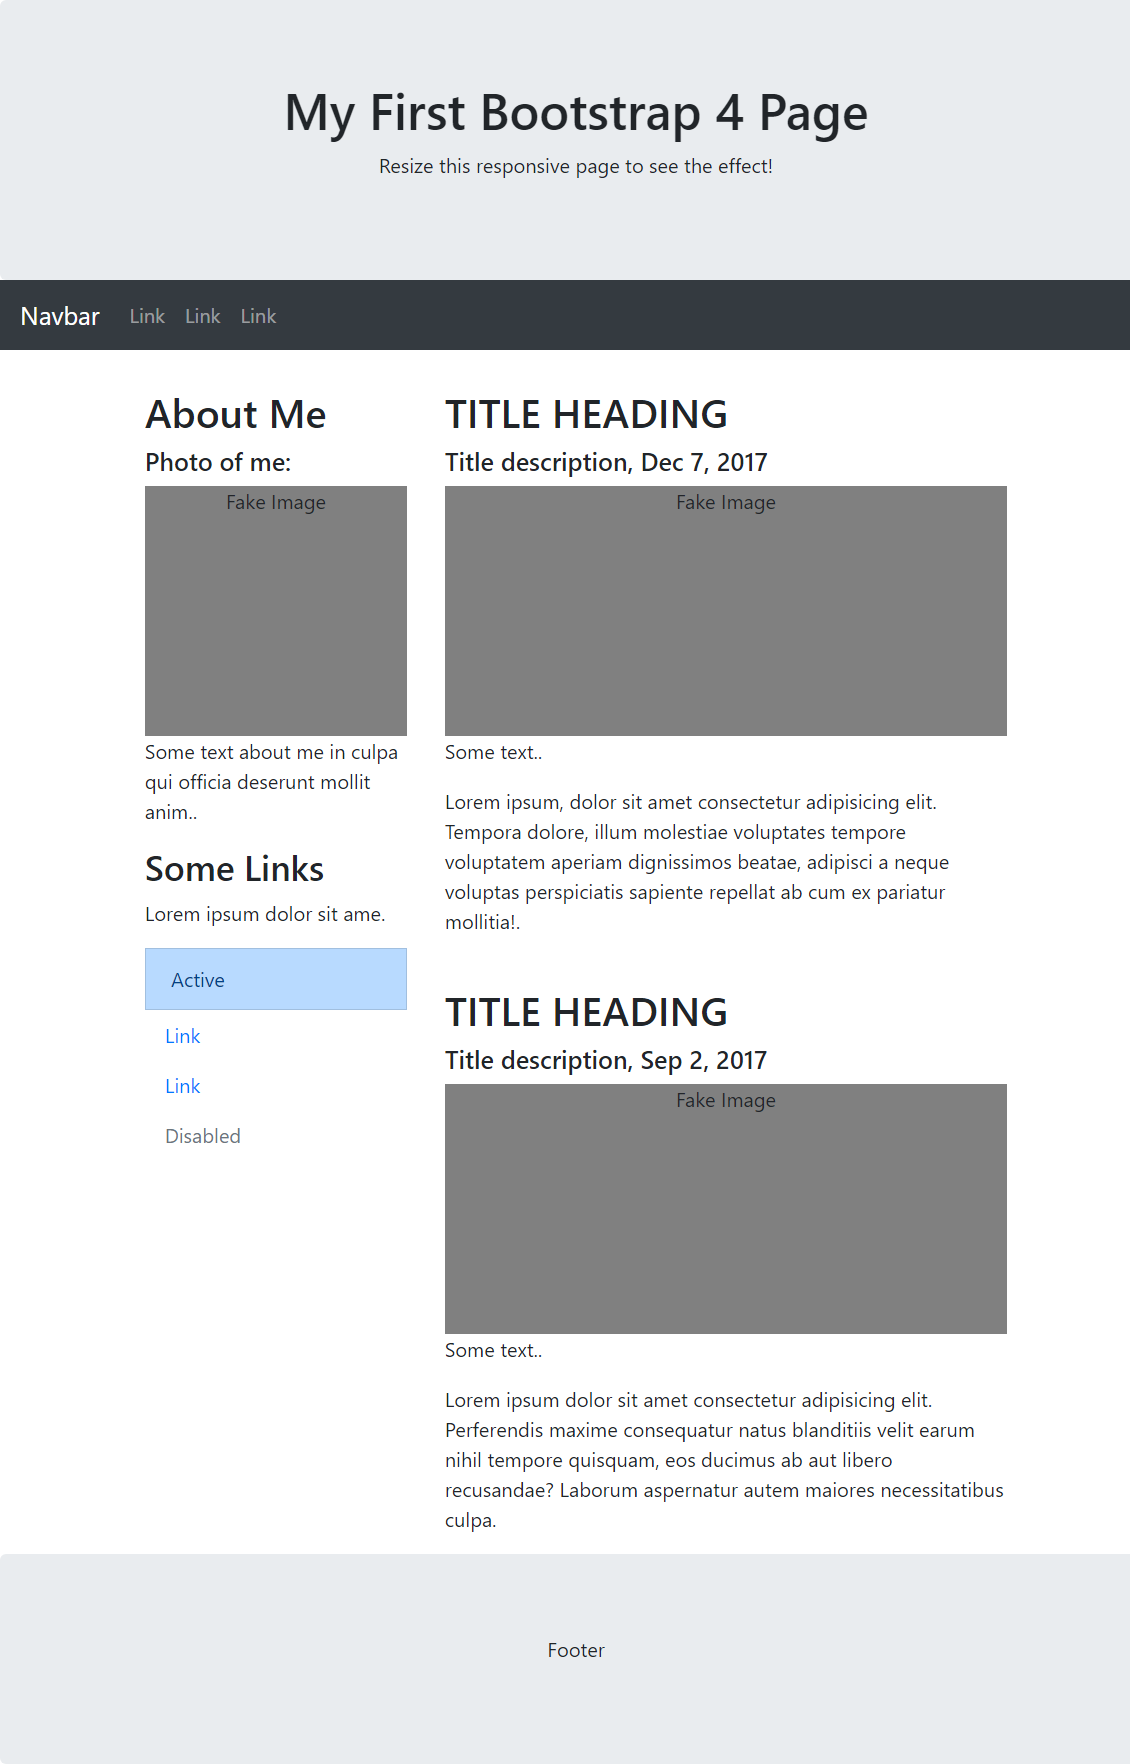 My First Bootstrap 4 Page
Resize this responsive page to see the effect!
Navbar Link Link Link
About Me
Photo of me:
Fake Image
Some text about me in culpa
qui officia deserunt mollit
anim..
Some Links
Lorem ipsum dolor sit ame.
Active
Link
Link
Disabled
TITLE HEADING
Title description, Dec 7, 2017
Fake Image
Some text..
Lorem ipsum, dolor sit amet consectetur adipisicing elit.
Tempora dolore, illum molestiae voluptates tempore
voluptatem aperiam dignissimos beatae, adipisci a neque
voluptas perspiciatis sapiente repellat ab cum ex pariatur
mollitia!.
TITLE HEADING
Title description, Sep 2, 2017
Fake Image
Some text..
Lorem ipsum dolor sit amet consectetur adipisicing elit.
Perferendis maxime consequatur natus blanditiis velit earum
nihil tempore quisquam, eos ducimus ab aut libero
recusandae? Laborum aspernatur autem maiores necessitatibus
culpa.
Footer